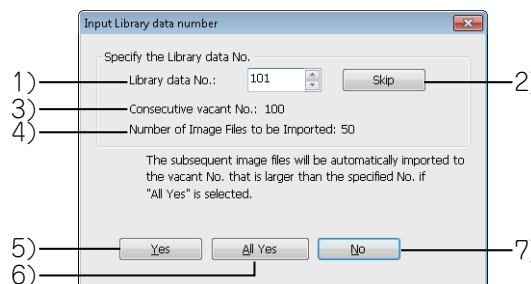 Input Library data number
Specify the Library data No.
1) Library data No.: 101 Skip 2)
3) Consecutive vacant No.: 100
4) Number of Image Files to be Imported: 50
The subsequent image files will be automatically imported to
the vacant No. that is larger than the specified No. if
"All Yes" is selected.
5) Yes All Yes No 7)
6)